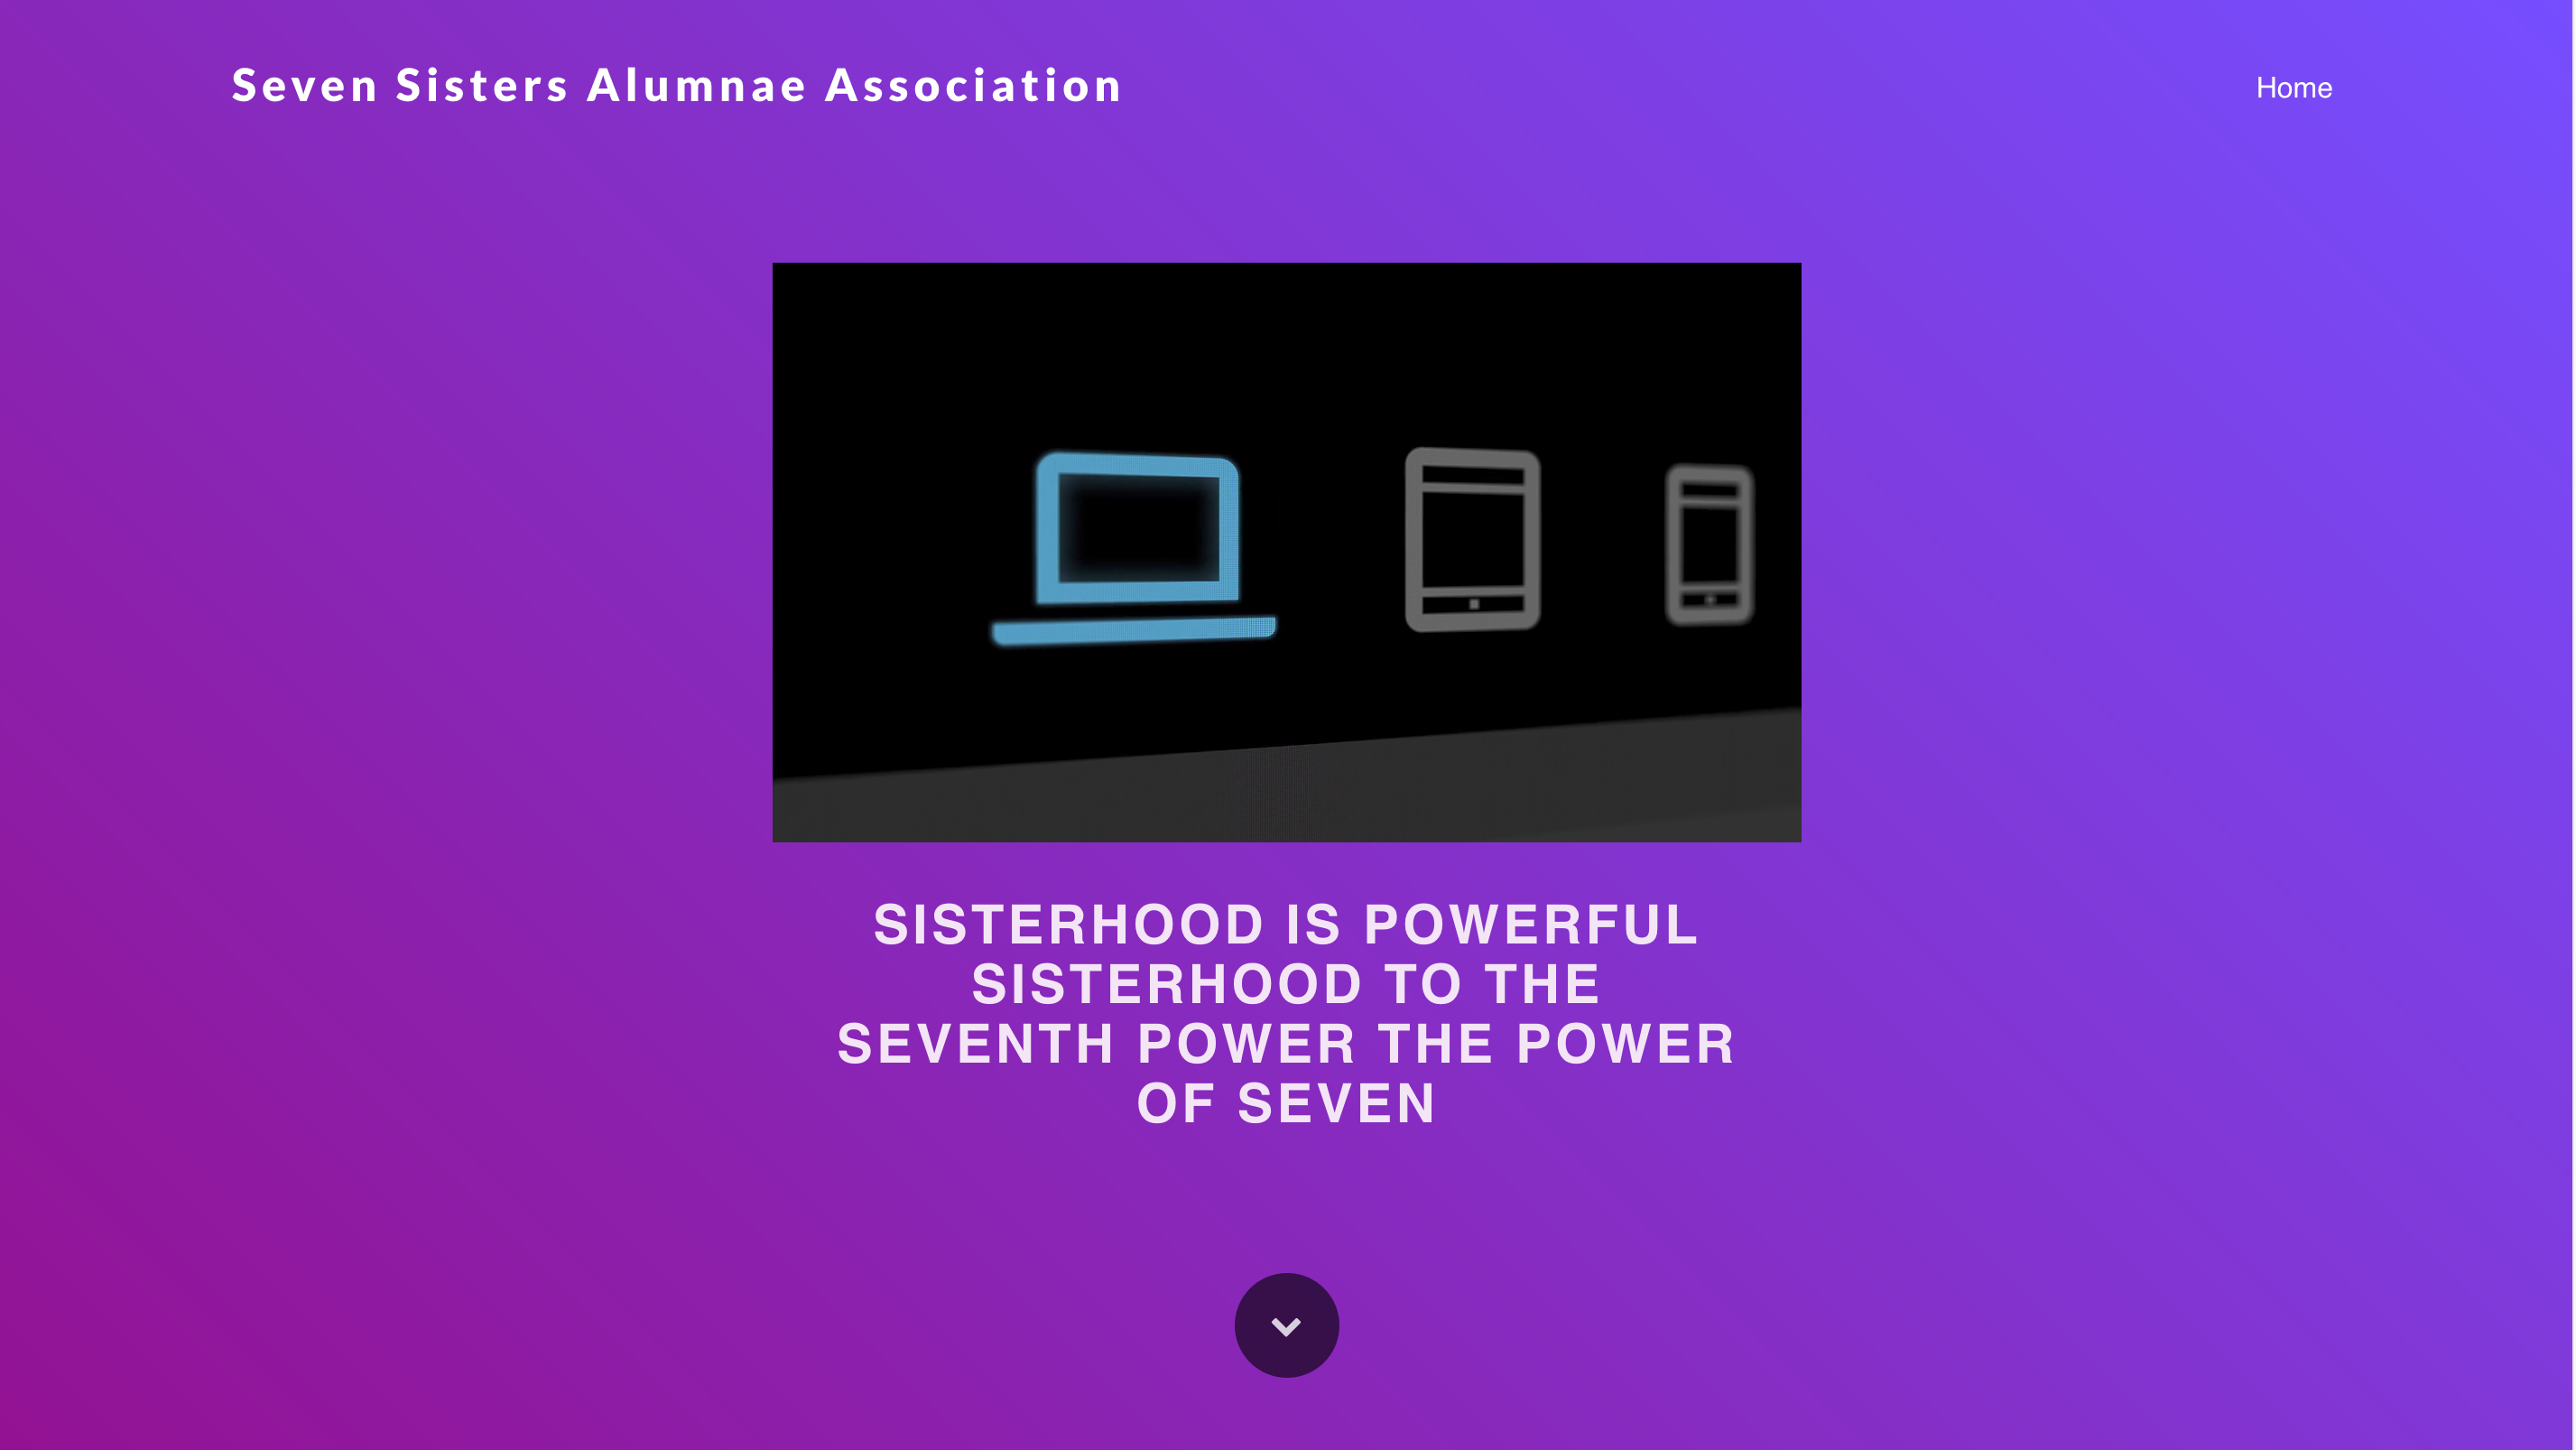 Seven Sisters Alumnae Association
Home
SISTERHOOD IS POWERFUL
SISTERHOOD TO THE
SEVENTH POWER THE POWER
OF SEVEN